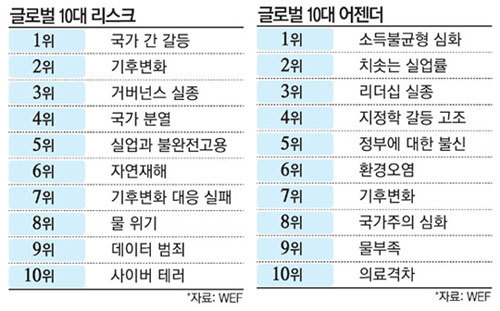 글로벌 10대 리스크
1위 국가 간 갈등
2위 기후변화
3위 거버넌스 실종
4위 국가 분열
5위 실업과 불완전고용
6위 자연재해
7위 기후변화 대응 실패
8위 물 위기
9위 데이터 범죄
10위 사이버 테러
*자료: WEF
글로벌 10대 어젠더
1위 소득불균형 심화
2위 치솟는 실업률
3위 리더십 실종
4위 지정학 갈등 고조
5위 정부에 대한 불신
6위 환경오염
7위 기후변화
8위 국가주의 심화
9위 물부족
10위 의료격차
*자료: WEF